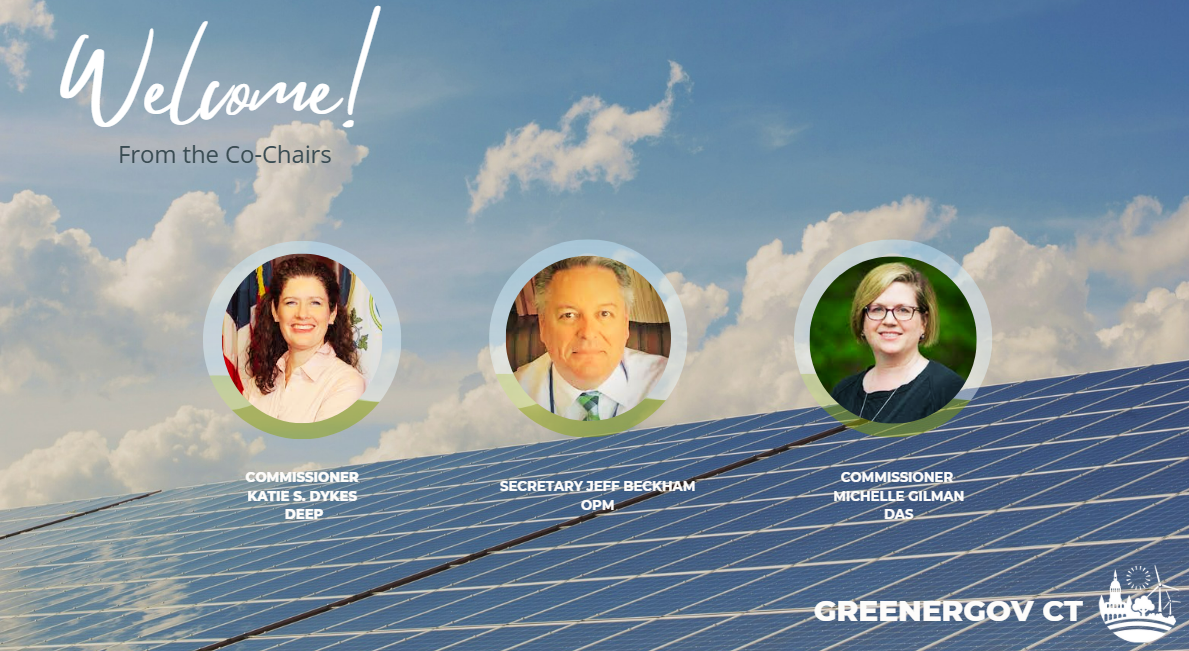 Welcome!
From the Co-Chairs
COMMISSIONER
KATIE S. DYKES
DEEP
SECRETARY JEFF BECKHAM
OPM
COMMISSIONER
MICHELLE GILMAN
DAS
GREENERGOV CT